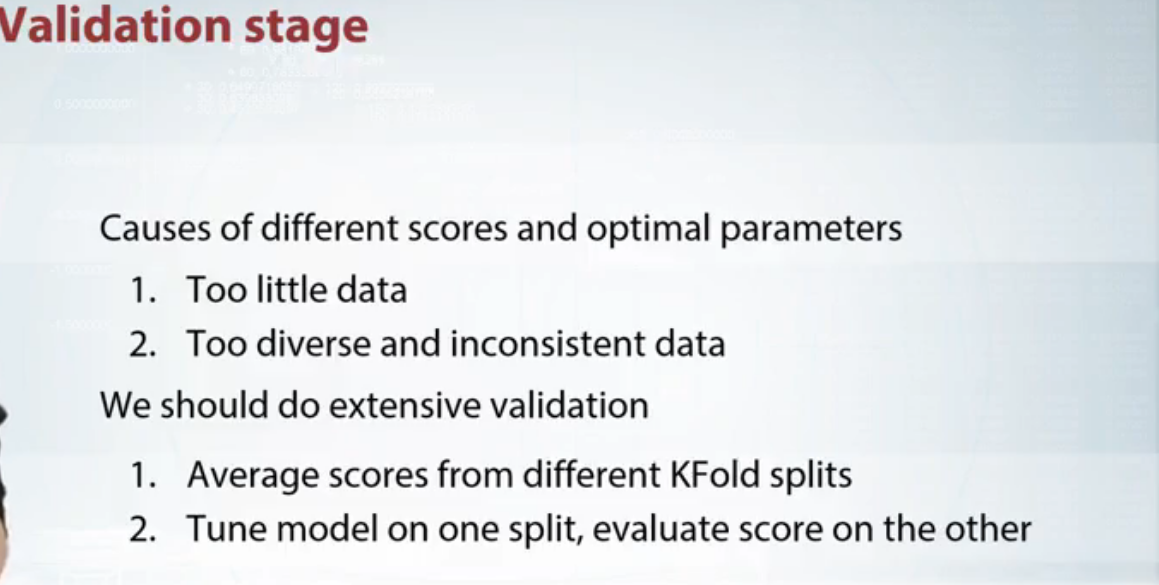 Validation stage
Causes of different scores and optimal parameters
1. Too little data
2. Too diverse and inconsistent data
We should do extensive validation
1. Average scores from different KFold splits
2. Tune model on one split, evaluate score on the other